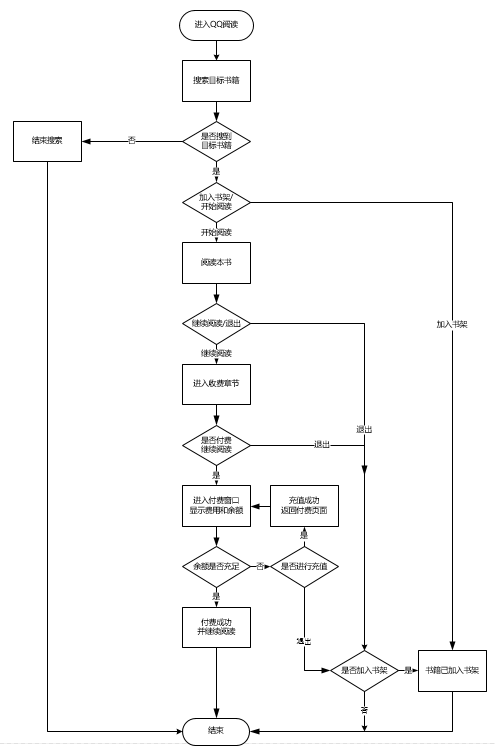 进入QQ阅读
搜索目标书籍
是否搜到
目标书籍
否
结束搜索
是
加入书架/
开始阅读
开始阅读
阅读本书
加入书架
继续阅读/退出
继续阅读
进入收费章节
退出
是否付费
继续阅读
退出
是
进入付费窗口
显示费用和余额
充值成功
返回付费页面
是
余额是否充足
否
是否进行充值
是
付费成功
并继续阅读
退出
是否加入书架
是
书籍已加入书架
否
结束